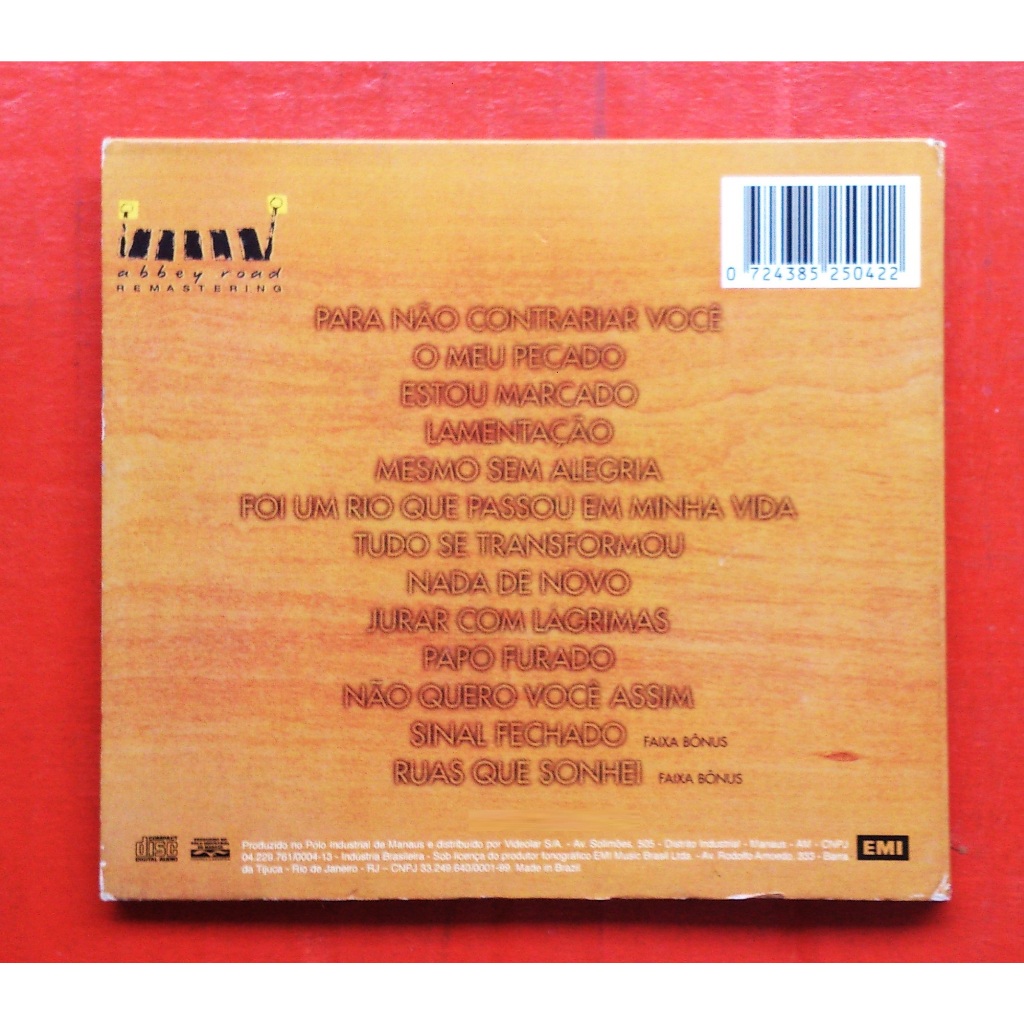 abbey road
REMASTERING
0 724385 250422
PARA NÃO CONTRARIAR VOCÊ
O MEU PECADO
ESTOU MARCADO
LAMENTAÇÃO
MESMO SEM ALEGRIA
FOI UM RIO QUE PASSOU EM MINHA VIDA
TUDO SE TRANSFORMOU
NADA DE NOVO
JURAR COM LÁGRIMAS
PAPO FURADO
NÃO QUERO VOCÊ ASSIM
SINAL FECHADO FAIXA BÔNUS
RUAS QUE SONHEI FAIXA BÔNUS
COMPACT
disc
DIGITAL AUDIO
Produzido no Polo Industrial de Manaus e distribuído por Videolar S/A. - Av. Solimões, 505 - Distrito Industrial - Manaus - AM - CNPJ
04.229.761/0004-13 - Indústria Brasileira - Sob licença do produtor fonográfico EMI Music Brasil Ltda. - Av. Rodolfo Amoedo, 333 - Barra
da Tijuca - Rio de Janeiro - RJ – CNPJ 33.249.640/0001-99. Made in Brazil.
EMI